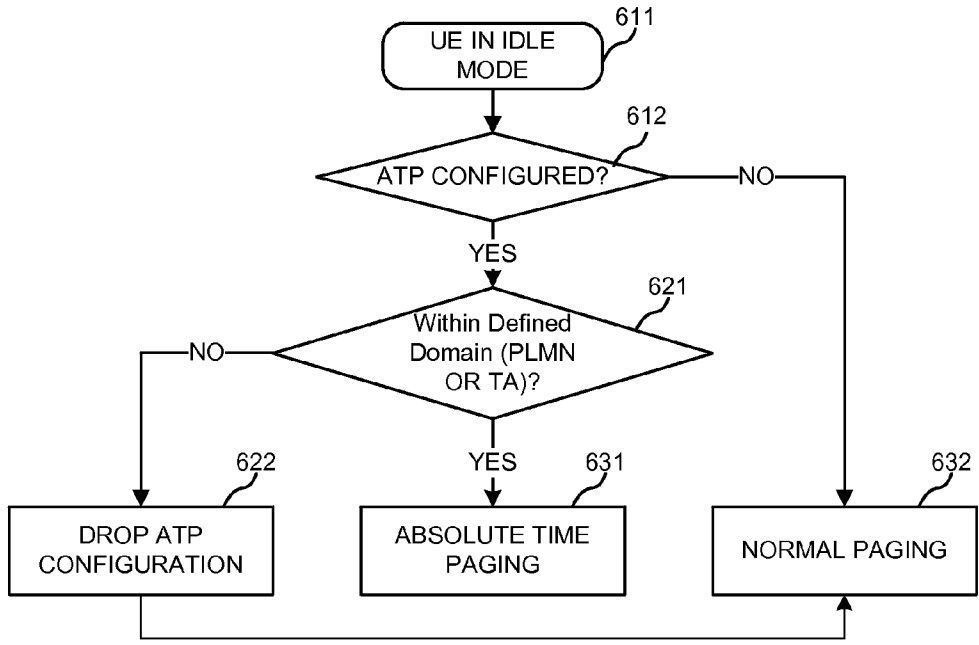 611
UE IN IDLE
MODE
612
ATP CONFIGURED?
NO
YES
621
Within Defined
Domain (PLMN
OR TA)?
NO
YES
622
631
632
DROP ATP
CONFIGURATION
ABSOLUTE TIME
PAGING
NORMAL PAGING